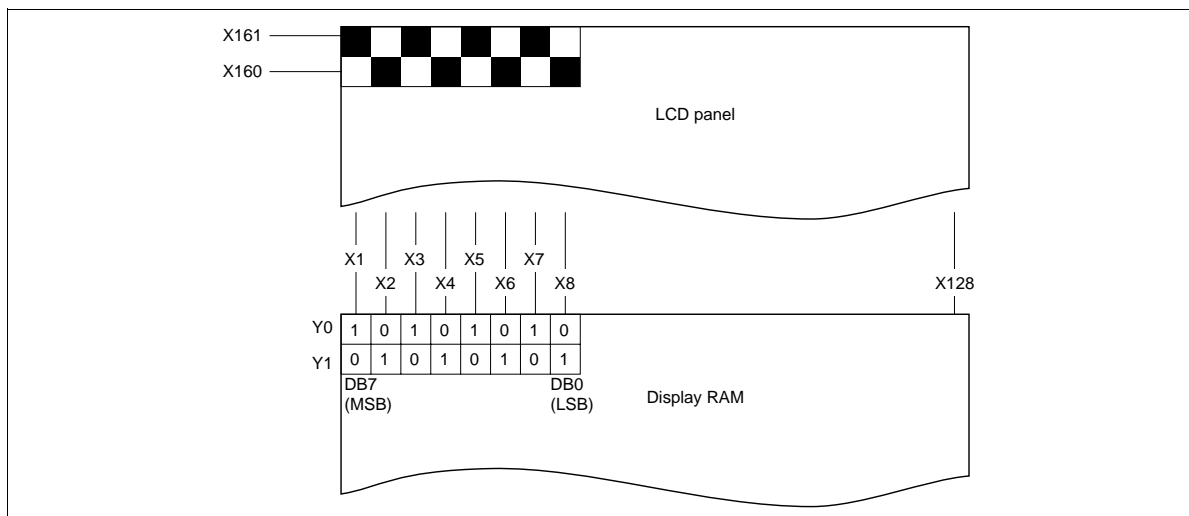 X161
X160
LCD panel
X1 X3 X5 X7
X2 X4 X6 X8 X128
Y0 1 0 1 0 1 0 1 0
Y1 0 1 0 1 0 1 0 1
DB7 DB0
(MSB) (LSB)
Display RAM